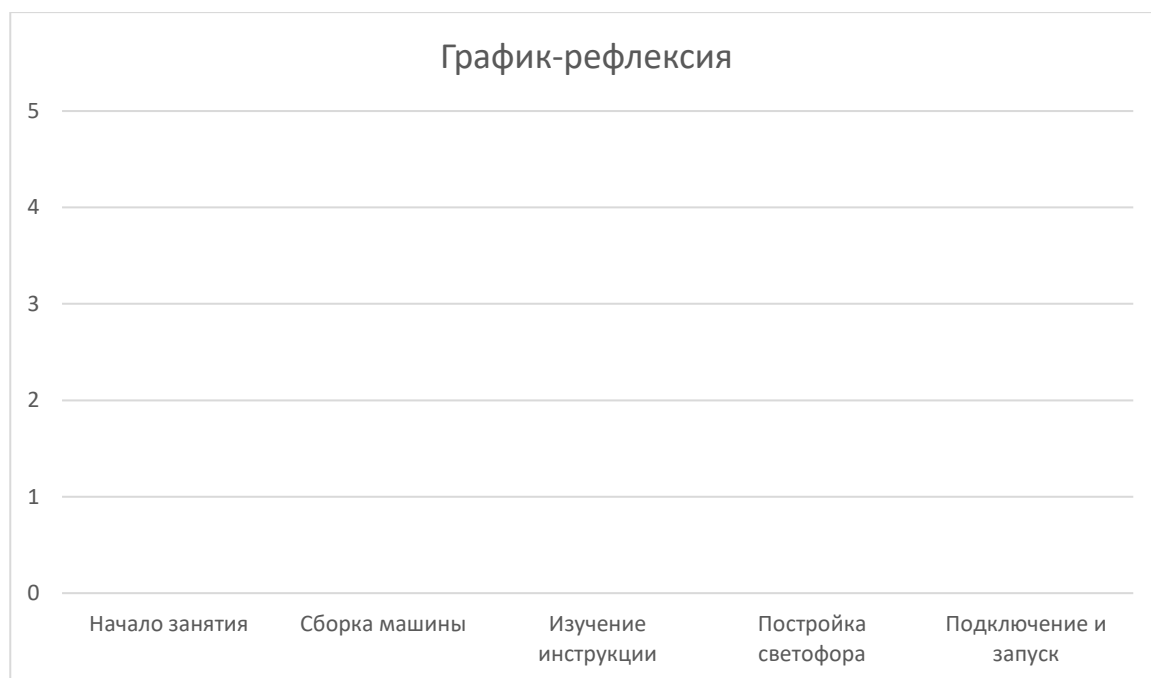 График-рефлексия
5
4
3
2
1
0
Начало занятия
Сборка машины
Изучение
инструкции
Постройка
светофора
Подключение и
запуск